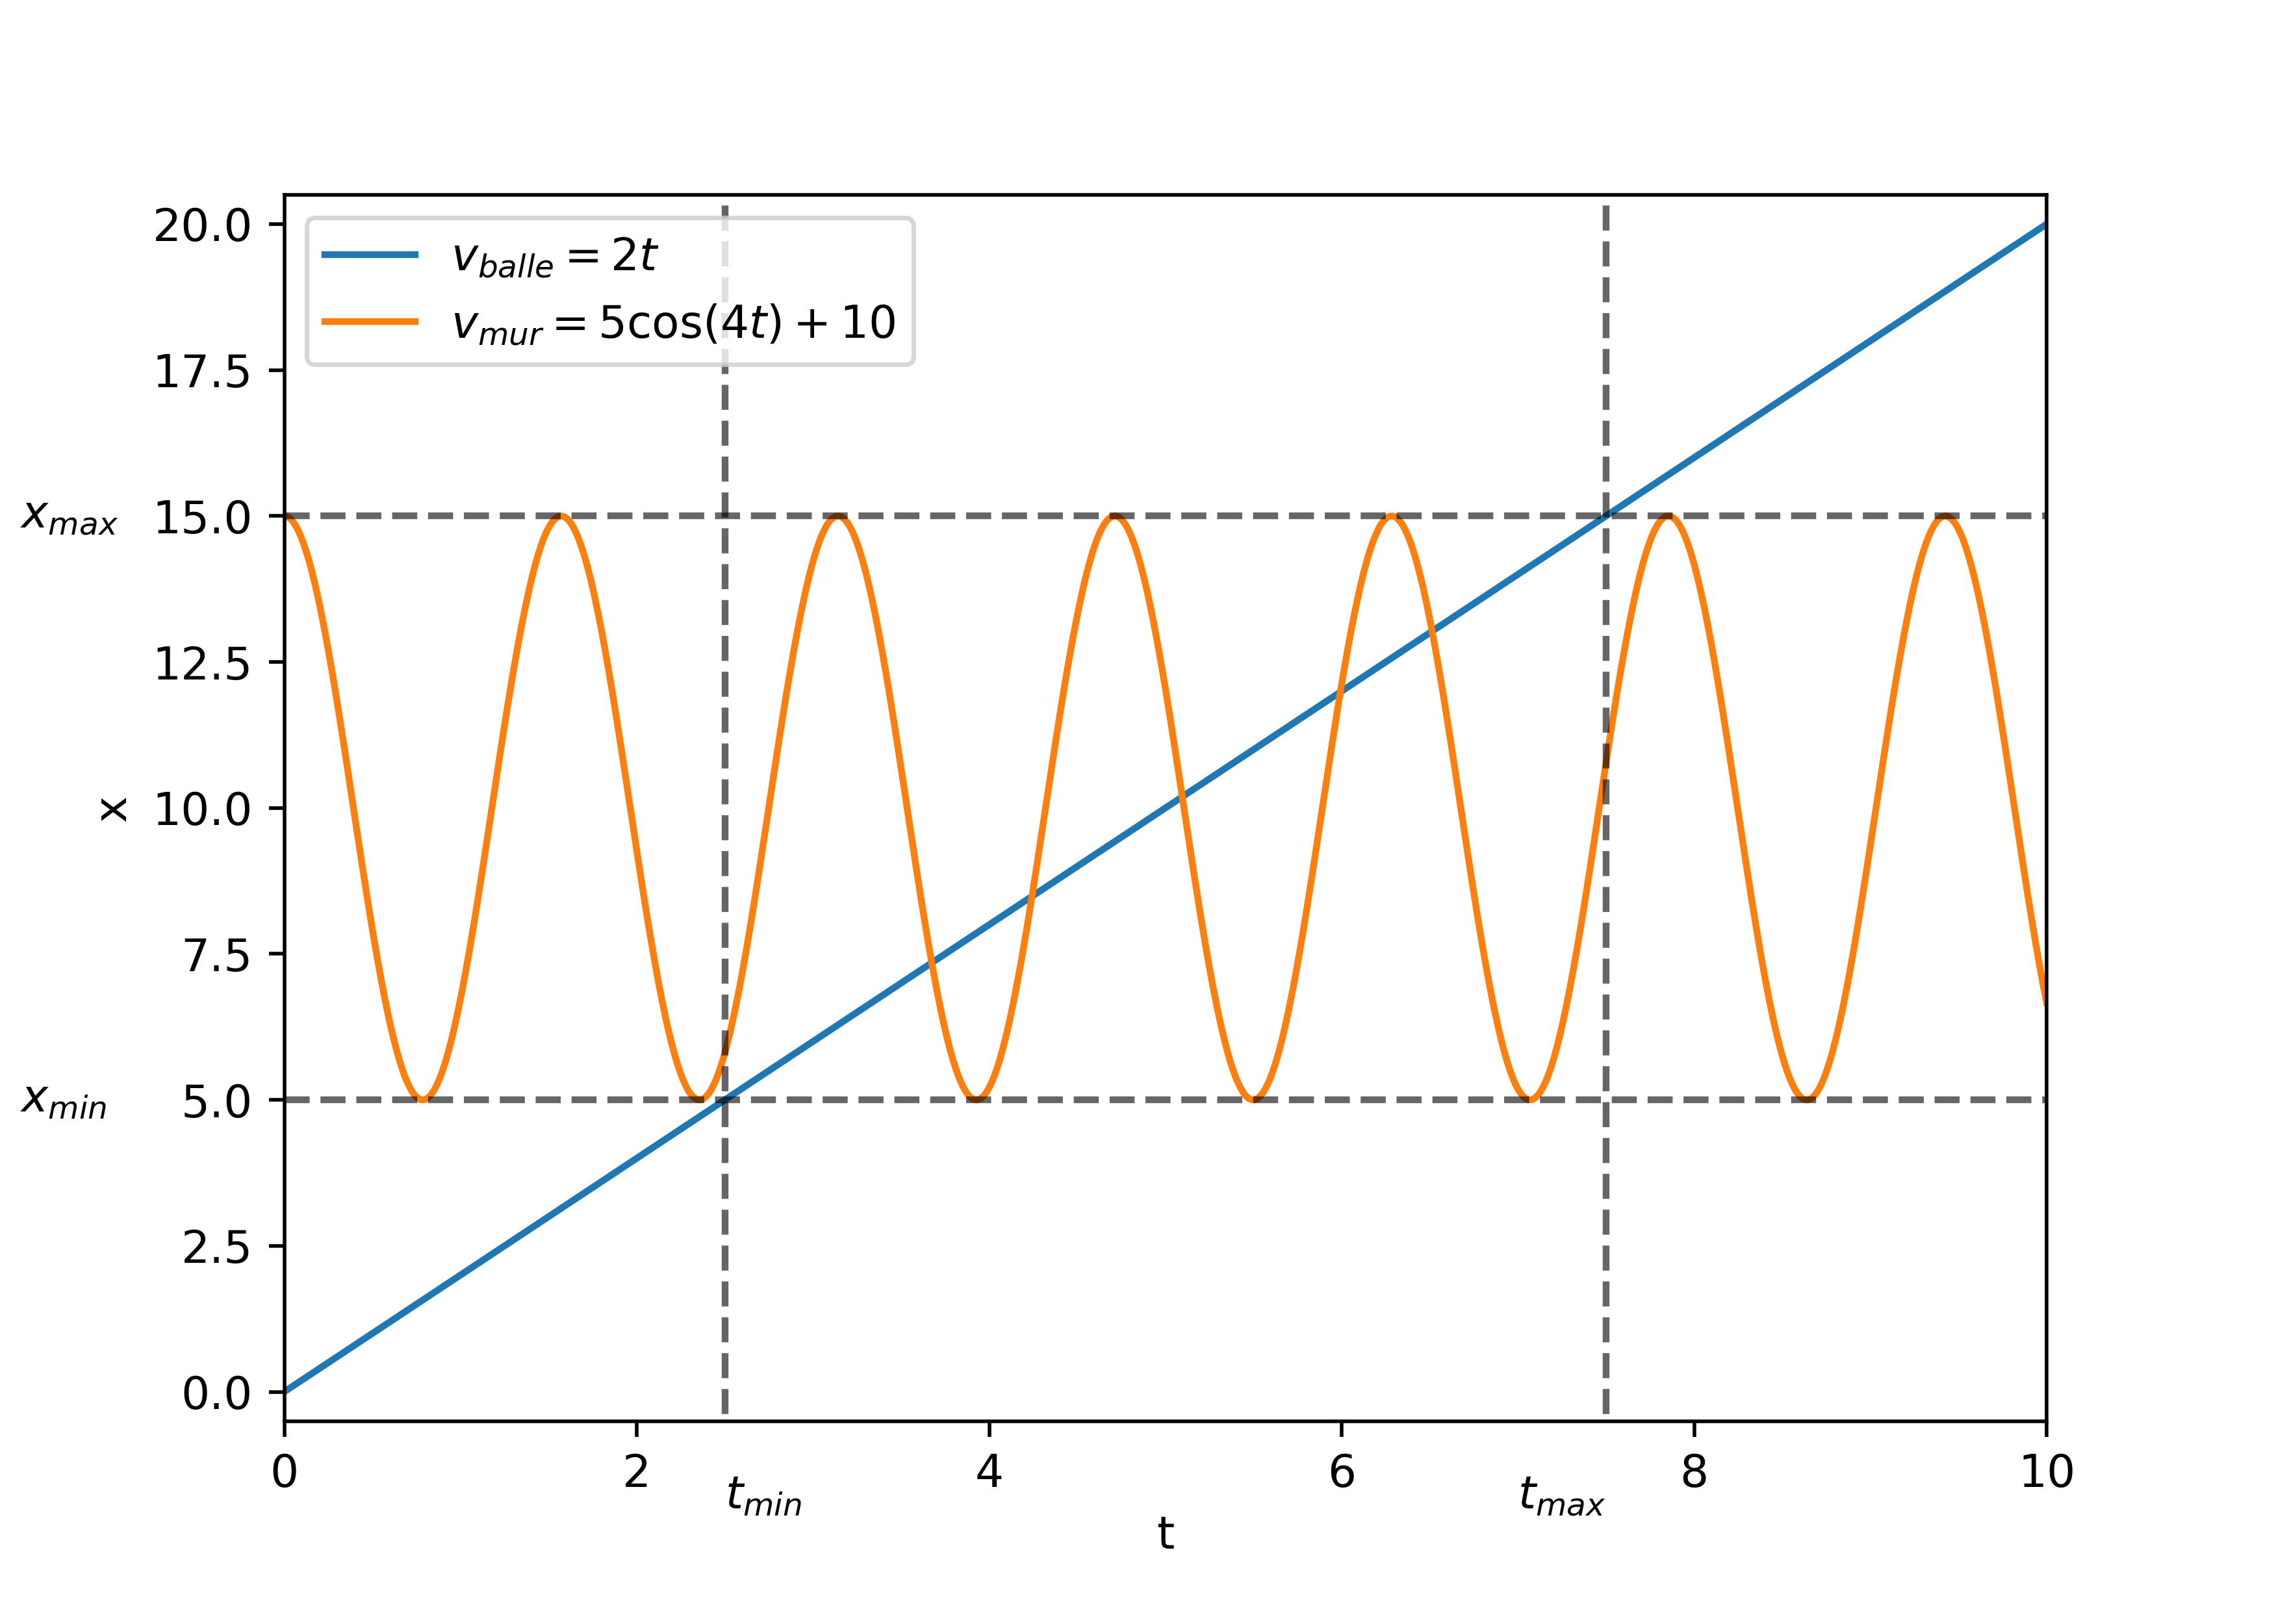 v_balle = 2t
v_mur = 5cos(4t) + 10
20.0
17.5
x_max 15.0
12.5
x 10.0
7.5
x_min 5.0
2.5
0.0
0 2 4 6 8 10
t_min t_max
t